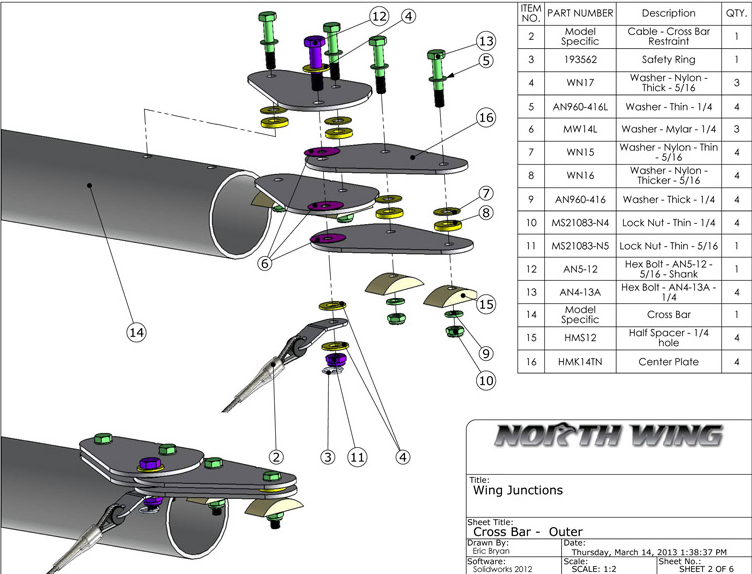 12
4
13
5
16
7
8
6
15
14
9
10
2
3
11
4
ITEM NO. PART NUMBER Description QTY.
2 Model Specific Cable - Cross Bar Restraint 1
3 193562 Safety Ring 1
4 WN17 Washer - Nylon - Thick - 5/16 3
5 AN960-416L Washer - Thin - 1/4 4
6 MW14L Washer - Mylar - 1/4 3
7 WN15 Washer - Nylon - Thin - 5/16 4
8 WN16 Washer - Nylon - Thicker - 5/16 4
9 AN960-416 Washer - Thick - 1/4 4
10 MS21083-N4 Lock Nut - Thin - 1/4 4
11 MS21083-N5 Lock Nut - Thin - 5/16 1
12 AN5-12 Hex Bolt - AN5-12 - 5/16 - Shank 1
13 AN4-13A Hex Bolt - AN4-13A - 1/4 4
14 Model Specific Cross Bar 1
15 HMS12 Half Spacer - 1/4 hole 4
16 HMK14TN Center Plate 4
NORTH WING
Title:
Wing Junctions
Sheet Title:
Cross Bar - Outer
Drawn By:
Eric Bryan
Date:
Thursday, March 14, 2013 1:38:37 PM
Software:
Solidworks 2012
Scale:
SCALE: 1:2
Sheet No.:
SHEET 2 OF 6